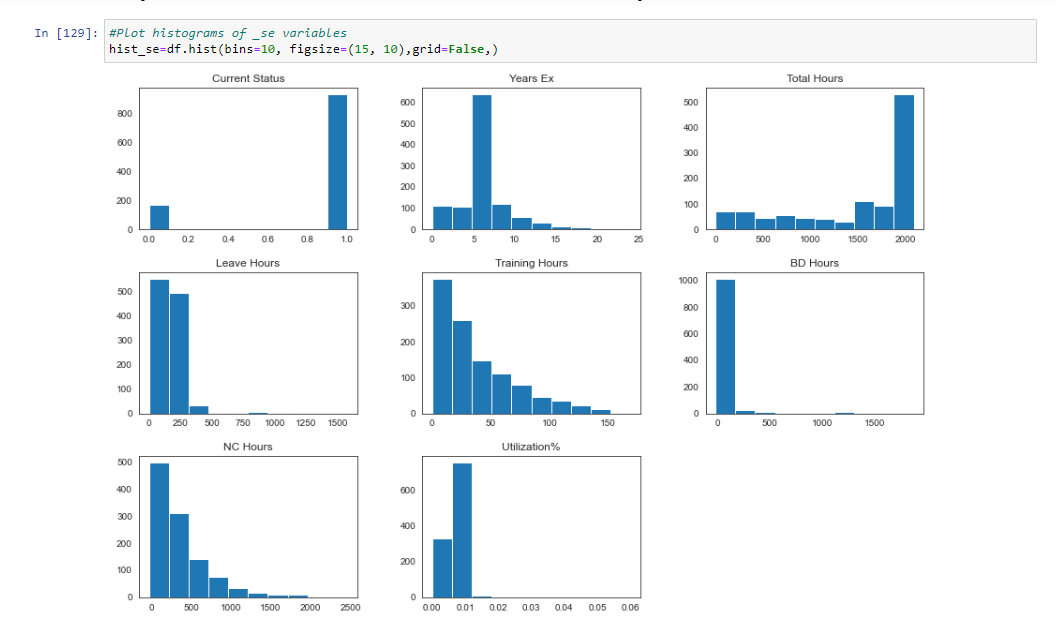 In [129]: #Plot histograms of _se variables
hist_se=df.hist(bins=10, figsize=(15, 10),grid=False,)
Current Status
800
600
400
200
0
0.0 0.2 0.4 0.6 0.8 1.0
Years Ex
600
500
400
300
200
100
0
0 5 10 15 20 25
Total Hours
500
400
300
200
100
0
0 500 1000 1500 2000
Leave Hours
500
400
300
200
100
0
0 250 500 750 1000 1250 1500
Training Hours
300
200
100
0
0 50 100 150
BD Hours
1000
800
600
400
200
0
0 500 1000 1500
NC Hours
500
400
300
200
100
0
0 500 1000 1500 2000 2500
Utilization%
600
400
200
0
0.00 0.01 0.02 0.03 0.04 0.05 0.06